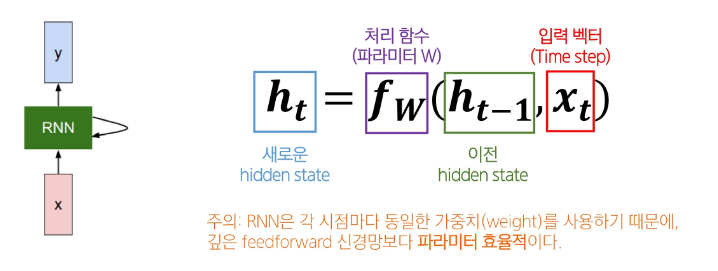 y
RNN
x
처리 함수
(파라미터 W)
입력 벡터
(Time step)
h_t = f_W(h_{t-1}, x_t)
새로운
hidden state
이전
hidden state
주의: RNN은 각 시점마다 동일한 가중치(weight)를 사용하기 때문에,
깊은 feedforward 신경망보다 파라미터 효율적이다.